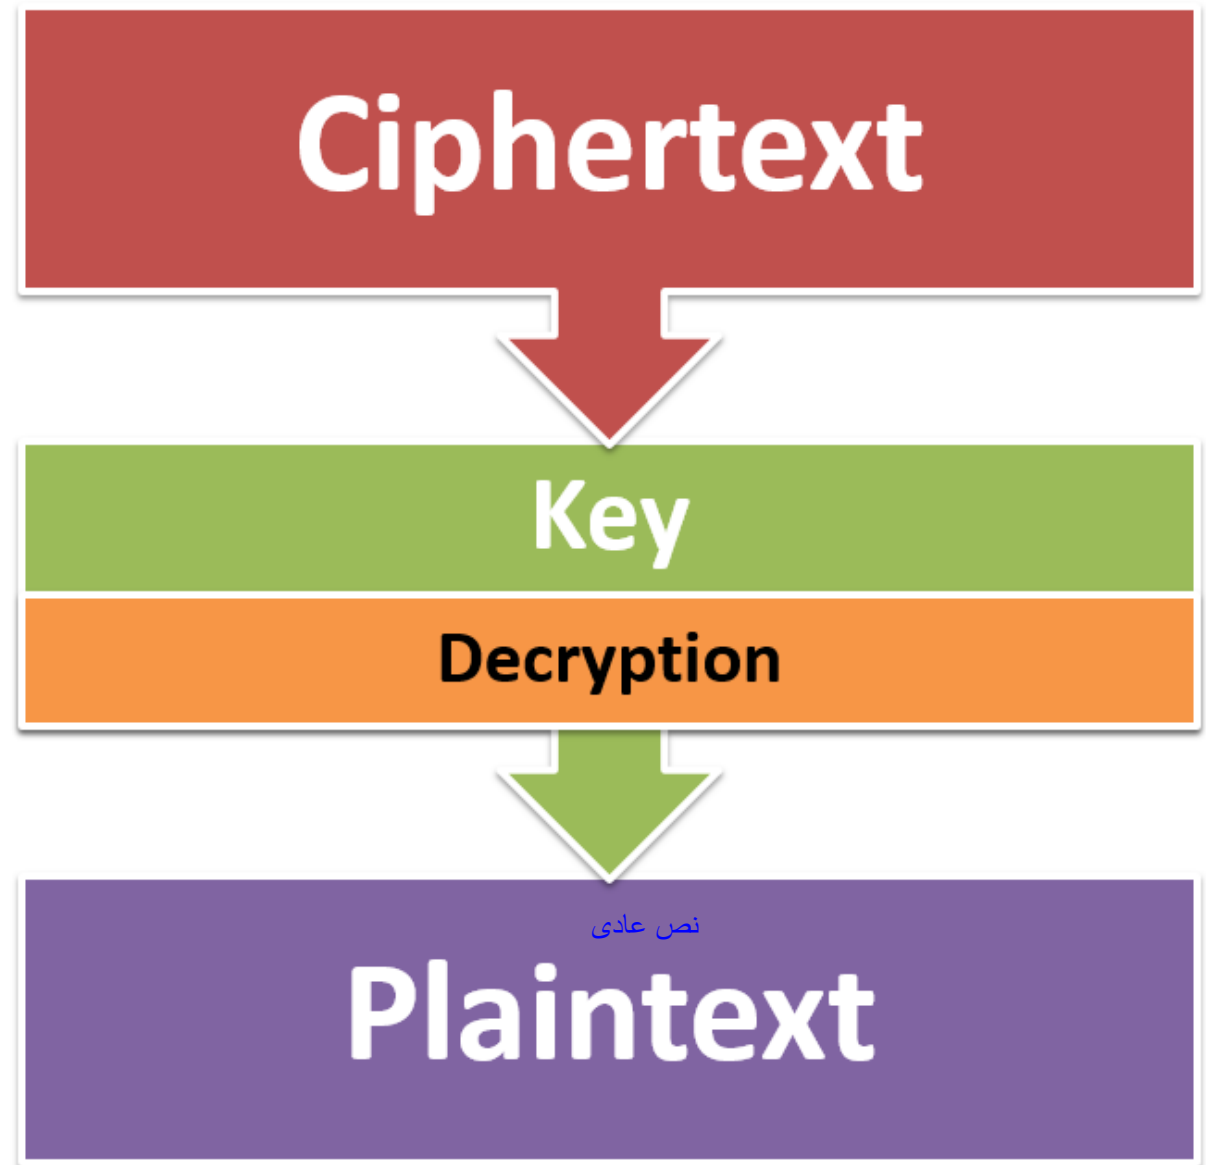 Ciphertext
Key
Decryption
نص عادى
Plaintext